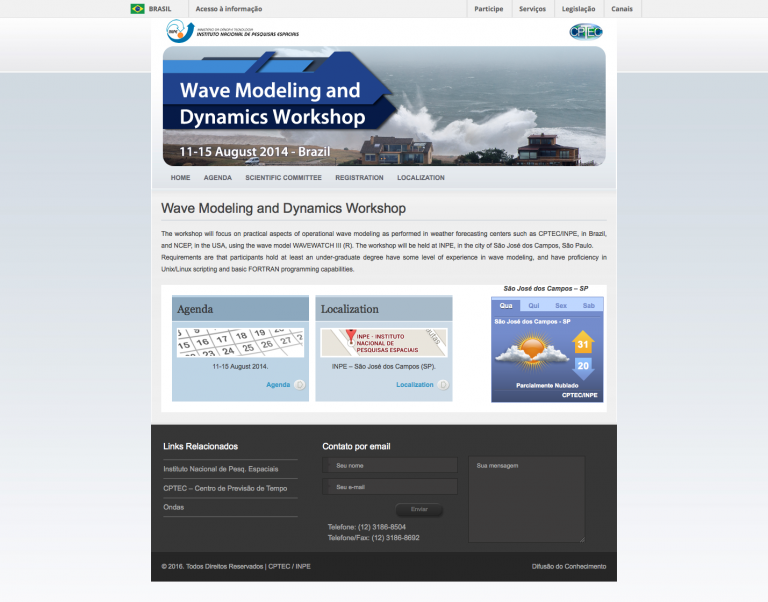 BRASIL
Acesso à informação
Participe
Serviços
Legislação
Canais
INPE
INSTITUTO NACIONAL DE PESQUISAS ESPACIAIS
CPTEC
Wave Modeling and
Dynamics Workshop
11-15 August 2014 - Brazil
HOME AGENDA SCIENTIFIC COMMITTEE REGISTRATION LOCALIZATION
Wave Modeling and Dynamics Workshop
The workshop will focus on practical aspects of operational wave modeling as performed in weather forecasting centers such as CPTEC/INPE, in Brazil,
and NCEP, in the USA, using the wave model WAVEWATCH III (R). The workshop will be held at INPE, in the city of São José dos Campos, São Paulo.
Requirements are that participants hold at least an under-graduate degree have some level of experience in wave modeling, and have proficiency in
Unix/Linux scripting and basic FORTRAN programming capabilities.
Agenda
16 17 18 19 20
23 24 25 26 27
11-15 August 2014.
Agenda
Localization
INPE - INSTITUTO
NACIONAL DE
PESQUISAS ESPACIAIS
INPE – São José dos Campos (SP).
Localization
São José dos Campos – SP
Qua Qui Sex Sab
São José dos Campos - SP
31
20
Parcialmente Nublado
CPTEC/INPE
Links Relacionados
Instituto Nacional de Pesq. Espaciais
CPTEC – Centro de Previsão de Tempo
Ondas
Contato por email
Seu nome
Seu e-mail
Sua mensagem
Enviar
Telefone: (12) 3186-8504
Telefone/Fax: (12) 3186-8692
© 2016. Todos Direitos Reservados | CPTEC / INPE
Difusão do Conhecimento